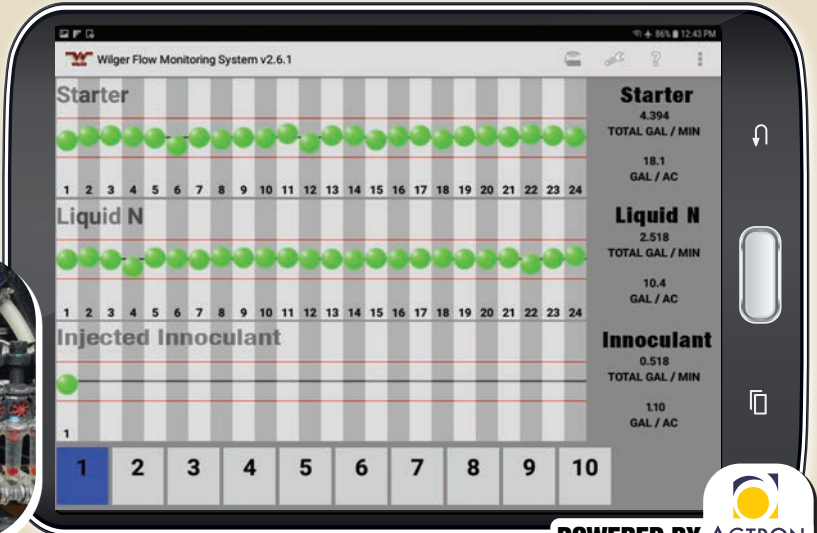 86% 12:43 PM
Wilger Flow Monitoring System v2.6.1
Starter
1 2 3 4 5 6 7 8 9 10 11 12 13 14 15 16 17 18 19 20 21 22 23 24
Starter
4.394
TOTAL GAL / MIN
18.1
GAL / AC
Liquid N
1 2 3 4 5 6 7 8 9 10 11 12 13 14 15 16 17 18 19 20 21 22 23 24
Liquid N
2.518
TOTAL GAL / MIN
10.4
GAL / AC
Injected Innoculant
1
Innoculant
0.518
TOTAL GAL / MIN
1.10
GAL / AC
1 2 3 4 5 6 7 8 9 10
POWERED BY AGTRON